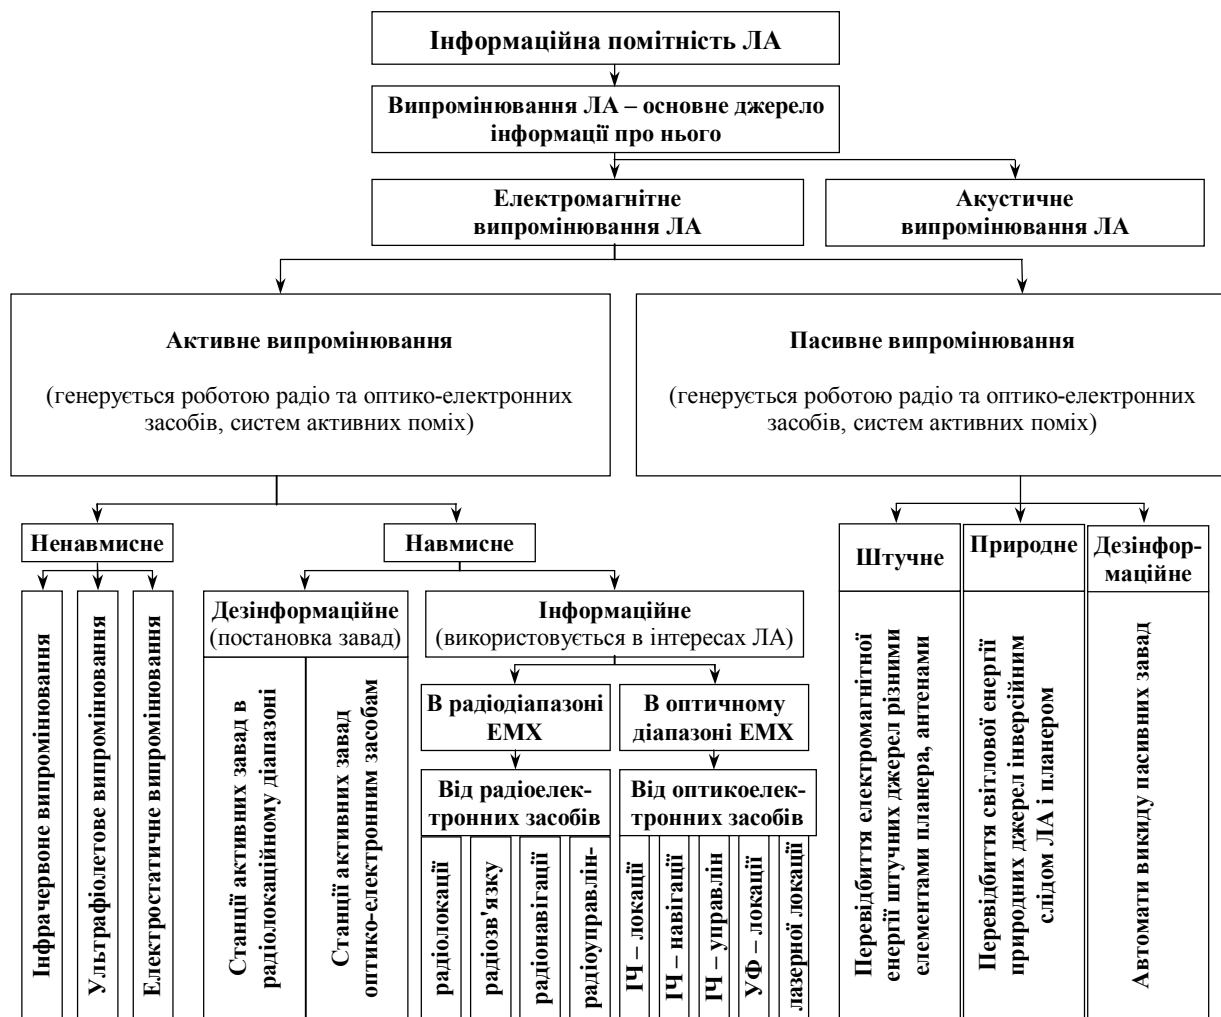 Інформаційна помітність ЛА
Випромінювання ЛА – основне джерело
інформації про нього
Електромагнітне
випромінювання ЛА
Акустичне
випромінювання ЛА
Активне випромінювання
(генерується роботою радіо та оптико-електронних
засобів, систем активних поміх)
Пасивне випромінювання
(генерується роботою радіо та оптико-електронних
засобів, систем активних поміх)
Ненавмисне
Навмисне
Штучне
Природне
Дезінфор-
маційне
Інфрачервоне випромінювання
Ультрафіолетове випромінювання
Електростатичне випромінювання
Дезінформаційне
(постановка завад)
Станції активних завад в
радіолокаційному діапазоні
Станції активних завад
оптико-електронним засобам
Інформаційне
(використовується в інтересах ЛА)
В радіодіапазоні
ЕМХ
В оптичному
діапазоні ЕМХ
Від радіоелек-
тронних засобів
Від оптикоелек-
тронних засобів
радіолокації
радіозв'язку
радіонавігації
радіоуправлін-
ІЧ – локації
ІЧ – навігації
ІЧ – управлін
УФ – локації
лазерної локації
Перевідбиття електромагнітної
енергії штучних джерел різними
елементами планера, антенами
Перевідбиття світлової енергії
природних джерел інверсійним
слідом ЛА і планером
Автомати викиду пасивних завад